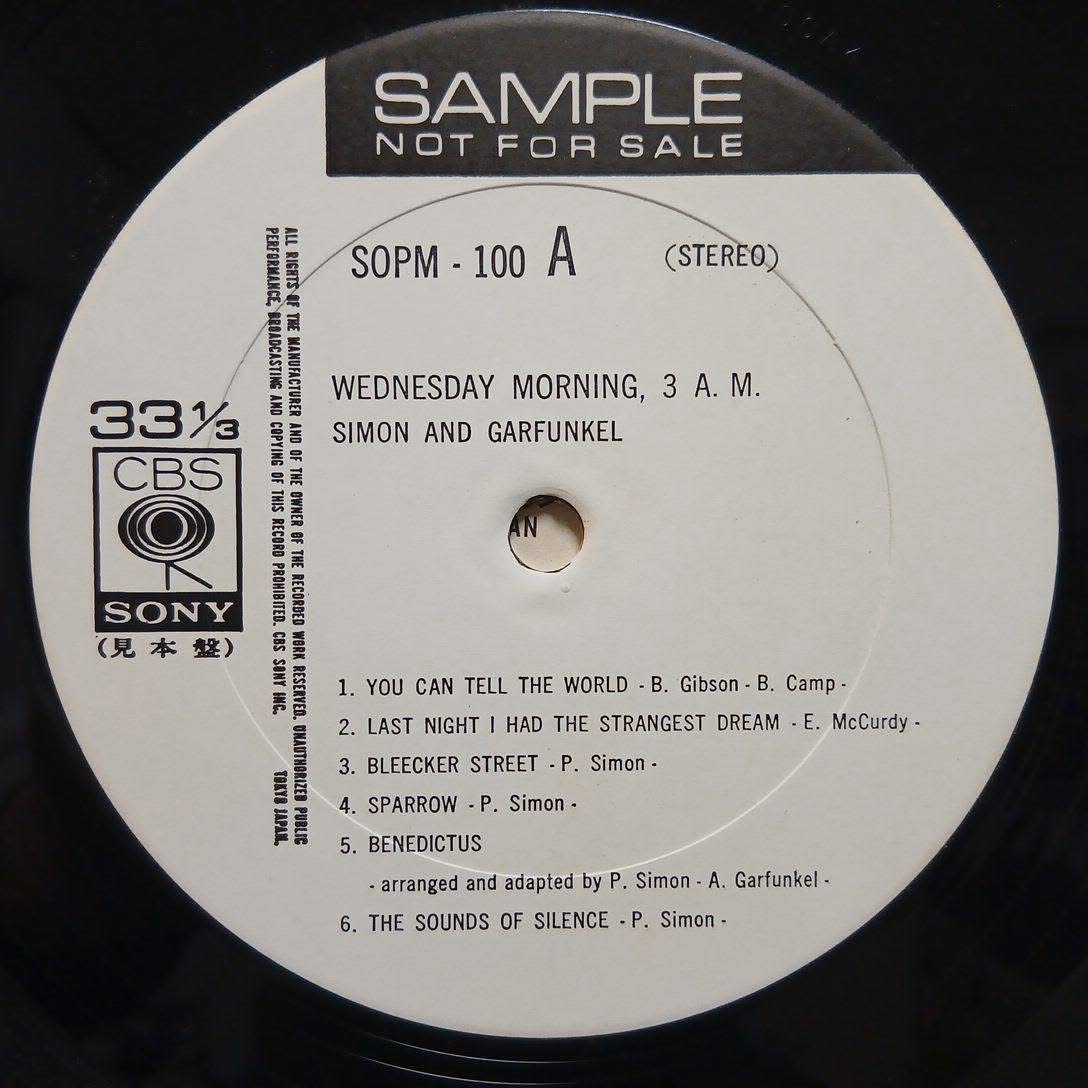 SAMPLE
NOT FOR SALE
SOPM - 100 A (STEREO)
WEDNESDAY MORNING, 3 A. M.
SIMON AND GARFUNKEL
33 1/3
CBS
SONY
(見本盤)
ALL RIGHTS OF THE MANUFACTURER AND OF THE OWNER OF THE RECORDED WORK RESERVED. UNAUTHORIZED PUBLIC
PERFORMANCE, BROADCASTING AND COPYING OF THIS RECORD PROHIBITED. CBS SONY INC. TOKYO JAPAN.
AN
1. YOU CAN TELL THE WORLD - B. Gibson - B. Camp -
2. LAST NIGHT I HAD THE STRANGEST DREAM - E. McCurdy -
3. BLEECKER STREET - P. Simon -
4. SPARROW - P. Simon -
5. BENEDICTUS
- arranged and adapted by P. Simon - A. Garfunkel -
6. THE SOUNDS OF SILENCE - P. Simon -